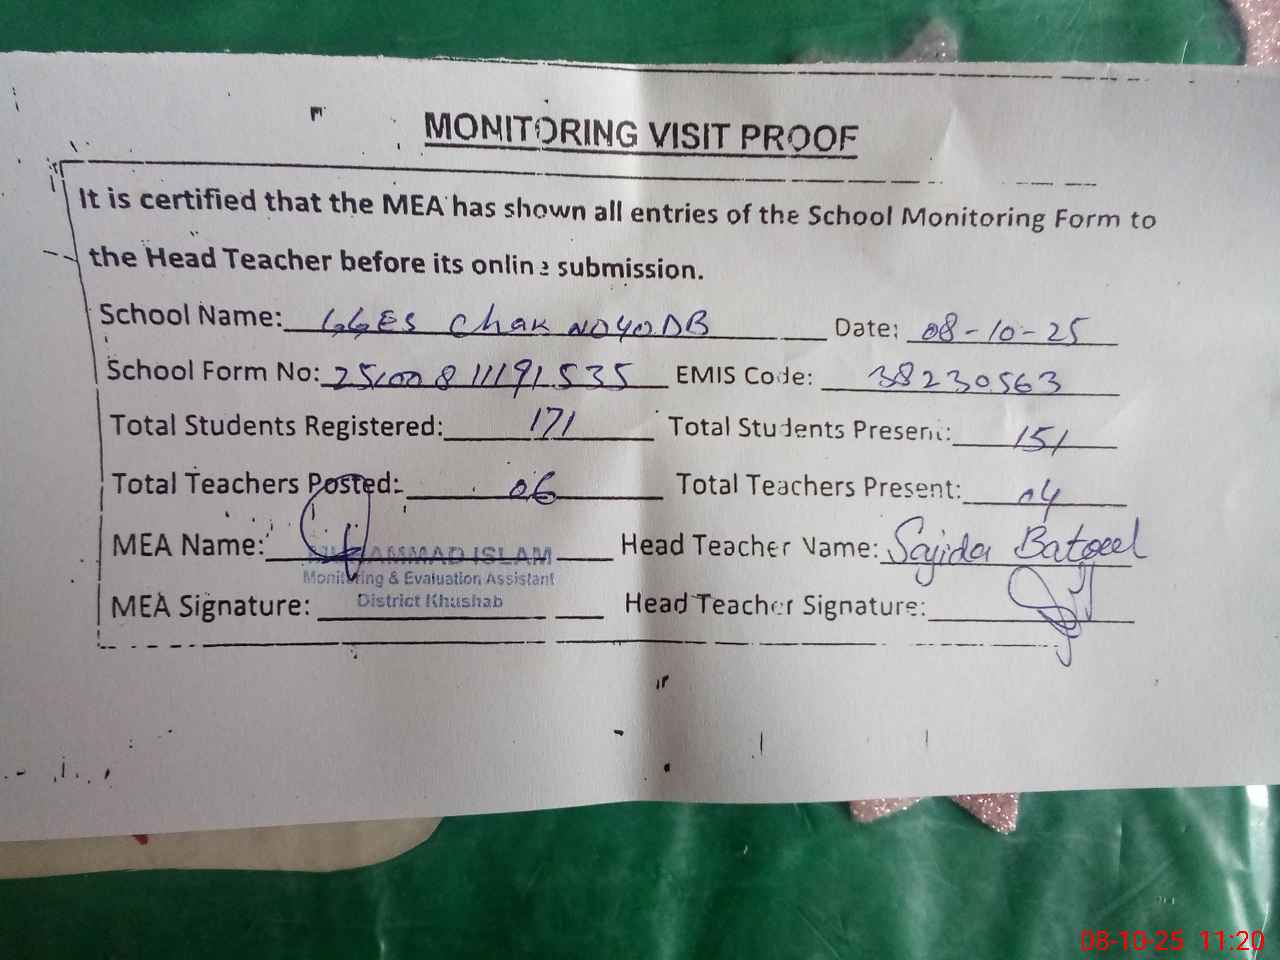 MONITORING VISIT PROOF
It is certified that the MEA has shown all entries of the School Monitoring Form to
the Head Teacher before its online submission.
School Name: GGES Chak NO 40 DB Date: 08-10-25
School Form No: 251008111191535 EMIS Code: 38230563
Total Students Registered: 171 Total Students Present: 151
Total Teachers Posted: 06 Total Teachers Present: 04
MEA Name: MUHAMMAD ISLAM Head Teacher Name: Sajida Batool
Monitoring & Evaluation Assistant
District Khushab
MEA Signature: Head Teacher Signature:
08-10-25 11:20